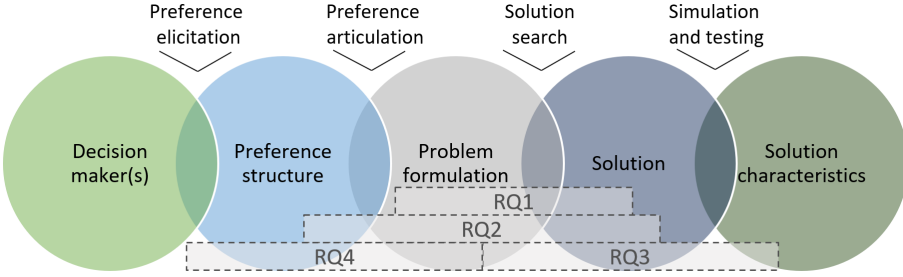 Preference
elicitation
Preference
articulation
Solution
search
Simulation
and testing
Decision
maker(s)
Preference
structure
Problem
formulation
Solution
Solution
characteristics
RQ1
RQ2
RQ4
RQ3